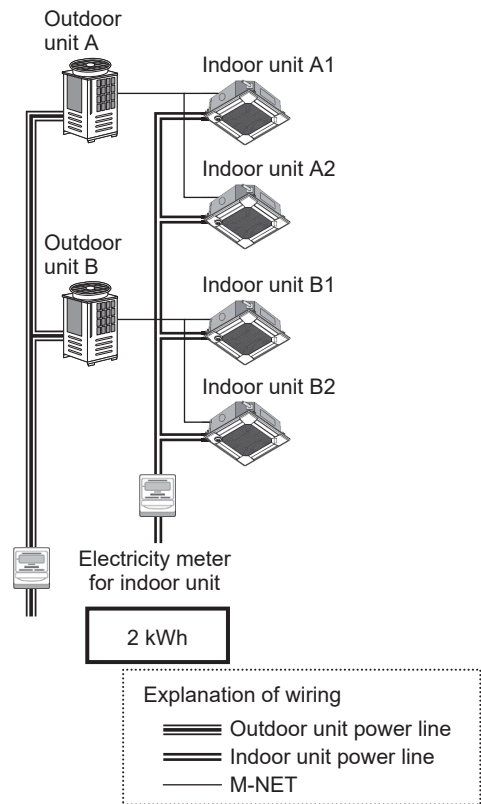 Outdoor
unit A
Indoor unit A1
Indoor unit A2
Outdoor
unit B
Indoor unit B1
Indoor unit B2
Electricity meter
for indoor unit
2 kWh
Explanation of wiring
Outdoor unit power line
Indoor unit power line
M-NET